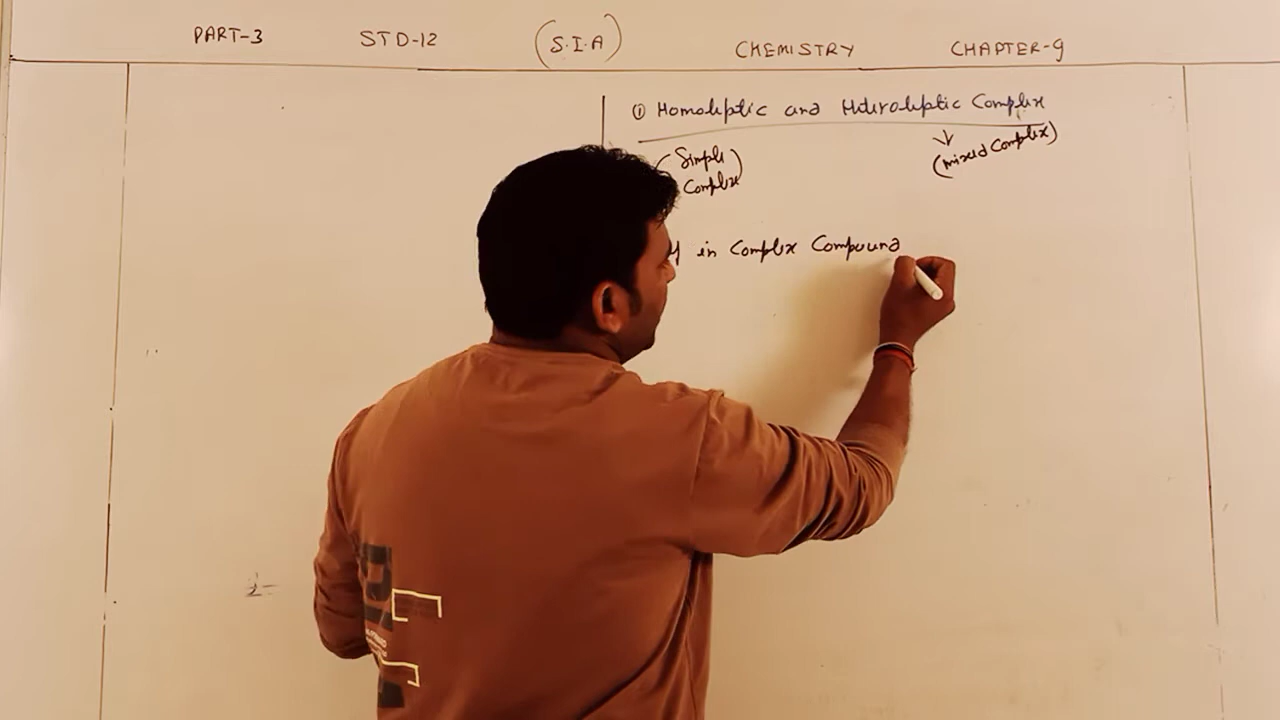 PART-3 STD-12 (S.I.A) CHEMISTRY CHAPTER-9
① Homoleptic and Heteroleptic Complex
(Simple Complex)
(mixed Complex)
in Complex Compound